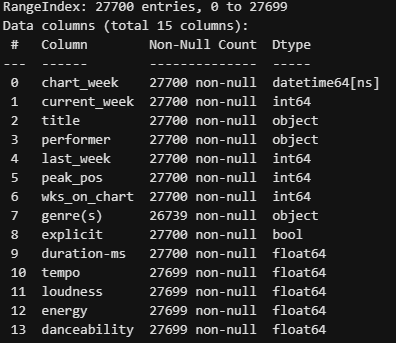 RangeIndex: 27700 entries, 0 to 27699
Data columns (total 15 columns):
 #   Column        Non-Null Count  Dtype
---  ------        --------------  -----
 0   chart_week    27700 non-null  datetime64[ns]
 1   current_week  27700 non-null  int64
 2   title         27700 non-null  object
 3   performer     27700 non-null  object
 4   last_week     27700 non-null  int64
 5   peak_pos      27700 non-null  int64
 6   wks_on_chart  27700 non-null  int64
 7   genre(s)      26739 non-null  object
 8   explicit      27700 non-null  bool
 9   duration-ms   27700 non-null  float64
 10  tempo         27699 non-null  float64
 11  loudness      27699 non-null  float64
 12  energy        27699 non-null  float64
 13  danceability  27699 non-null  float64